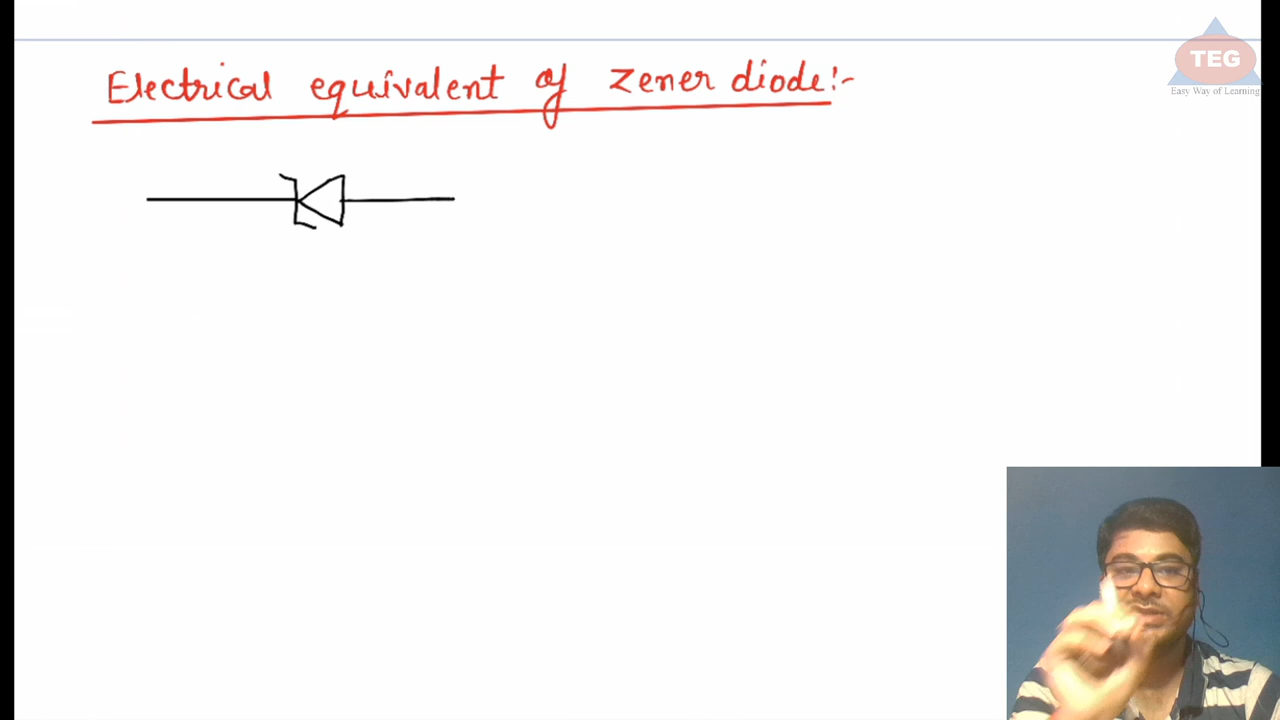 TEG
Easy Way of Learning
Electrical equivalent of Zener diode:-